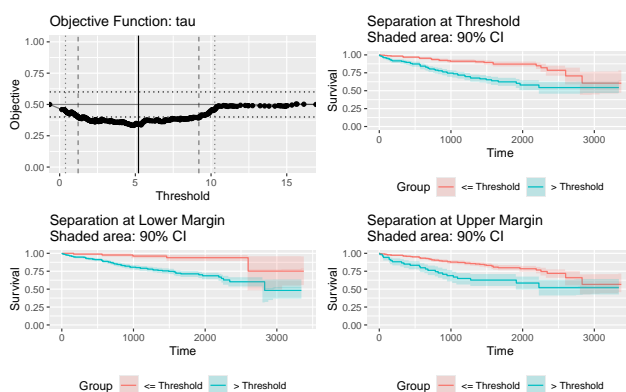 Objective Function: tau
Objective
1.00
0.75
0.50
0.25
0.00
0
5
10
15
Threshold
Separation at Threshold
Shaded area: 90% CI
Survival
1.00
0.75
0.50
0.25
0.00
0
1000
2000
3000
Time
Group <= Threshold > Threshold
Separation at Lower Margin
Shaded area: 90% CI
Survival
1.00
0.75
0.50
0.25
0.00
0
1000
2000
3000
Time
Group <= Threshold > Threshold
Separation at Upper Margin
Shaded area: 90% CI
Survival
1.00
0.75
0.50
0.25
0.00
0
1000
2000
3000
Time
Group <= Threshold > Threshold